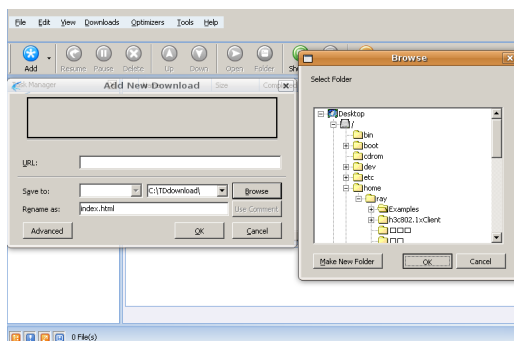 File Edit View Downloads Optimizers Tools Help
Add Resume Pause Delete Up Down Open Folder
Add New Download
Size
URL:
Save to: C:\TDdownload\ Browse
Rename as: index.html Use Comment
Advanced OK Cancel
Browse
Select Folder
Desktop
/
bin
boot
cdrom
dev
etc
home
ray
Examples
h3c802.1xClient
Make New Folder OK Cancel
0 File(s)